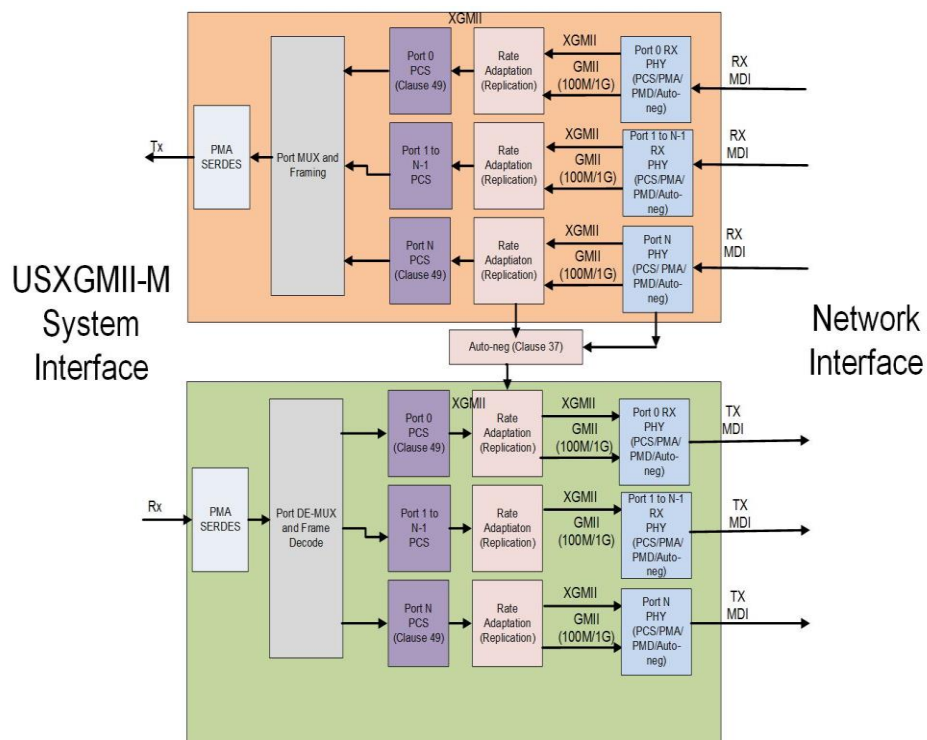 XGMII
Port 0
PCS
(Clause 49)
Rate
Adaptation
(Replication)
XGMII
GMII
(100M/1G)
Port 0 RX
PHY
(PCS/PMA/
PMD/Auto-
neg)
RX
MDI
Tx
PMA
SERDES
Port MUX and
Framing
Port 1 to
N-1
PCS
Rate
Adaptation
(Replication)
XGMII
GMII
(100M/1G)
Port 1 to N-1
RX
PHY
(PCS/PMA/
PMD/Auto-
neg)
RX
MDI
Port N
PCS
(Clause 49)
Rate
Adaptiaton
(Replication)
XGMII
GMII
(100M/1G)
Port N
PHY
(PCS/ PMA/
PMD/Auto-
neg)
RX
MDI
USXGMII-M
System
Interface
Network
Interface
Auto-neg (Clause 37)
XGMII
Port 0
PCS
(Clause 49)
Rate
Adaptation
(Replication)
XGMII
GMII
(100M/1G)
Port 0 RX
PHY
(PCS/PMA/
PMD/Auto-
neg)
TX
MDI
Rx
PMA
SERDES
Port DE-MUX
and Frame
Decode
Port 1 to
N-1
PCS
Rate
Adaptation
(Replication)
XGMII
GMII
(100M/1G)
Port 1 to N-1
RX
PHY
(PCS/PMA/
PMD/Auto-
neg)
TX
MDI
Port N
PCS
(Clause 49)
Rate
Adaptation
(Replication)
XGMII
GMII
(100M/1G)
Port N
PHY
(PCS/PMA/
PMD/Auto-
neg)
TX
MDI